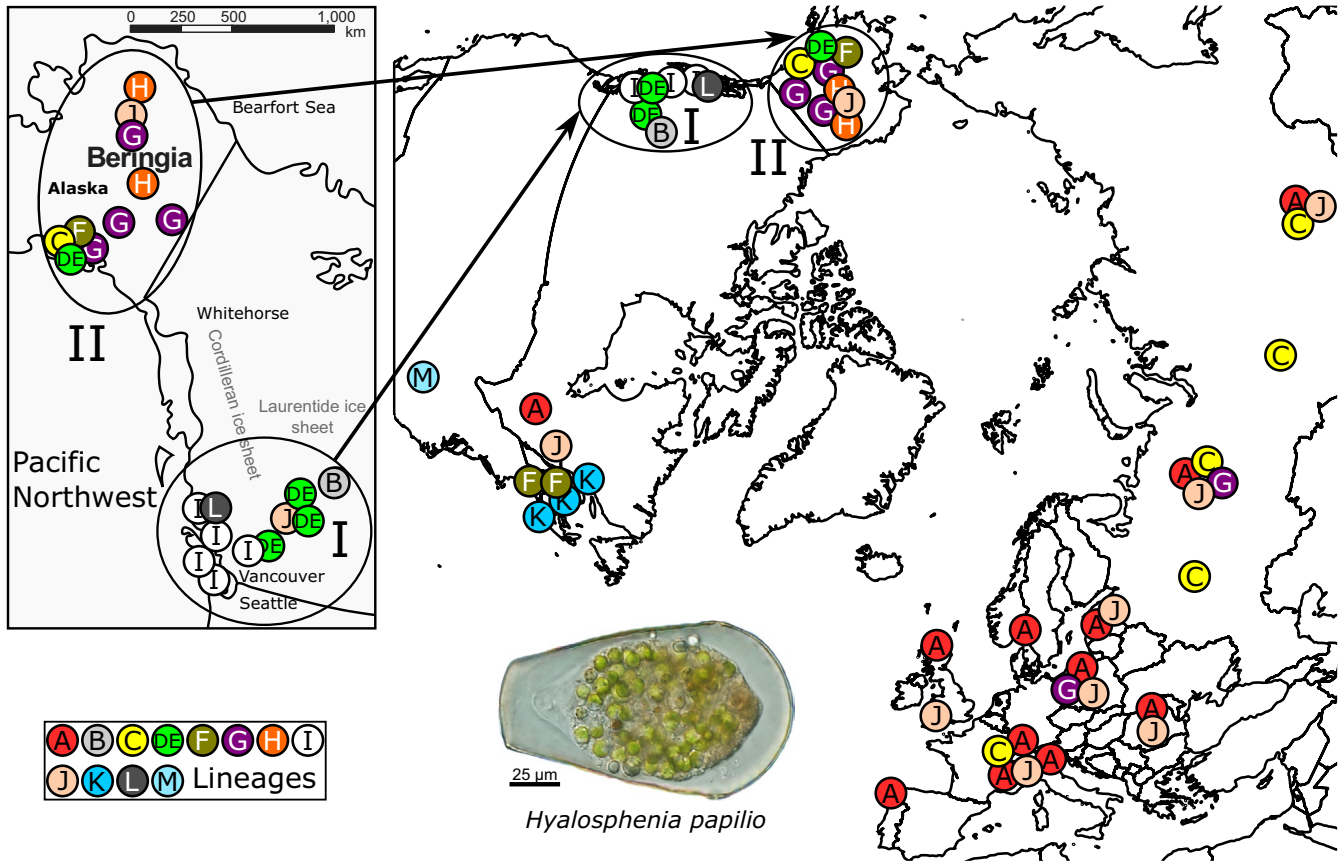 0 250 500 1,000
km
H
J
G
Bearfort Sea
Beringia
Alaska
H
G
G
F
C
G
DE
II
Whitehorse
Cordilleran ice sheet
Laurentide ice
sheet
Pacific
Northwest
B
DE
I
L
J
DE
I
I
I
DE
I
I
Vancouver
Seattle
DE
F
C
G
I
DE
I
L
G
H
J
DE
G
B
I
H
II
A
J
C
C
M
A
J
C
A
G
F
F
K
J
K
K
C
J
A
A
A
A
G
J
A
J
J
A
C
A
A
J
A
A
25 µm
Hyalosphenia papilio
A B C DE F G H I
J K L M Lineages